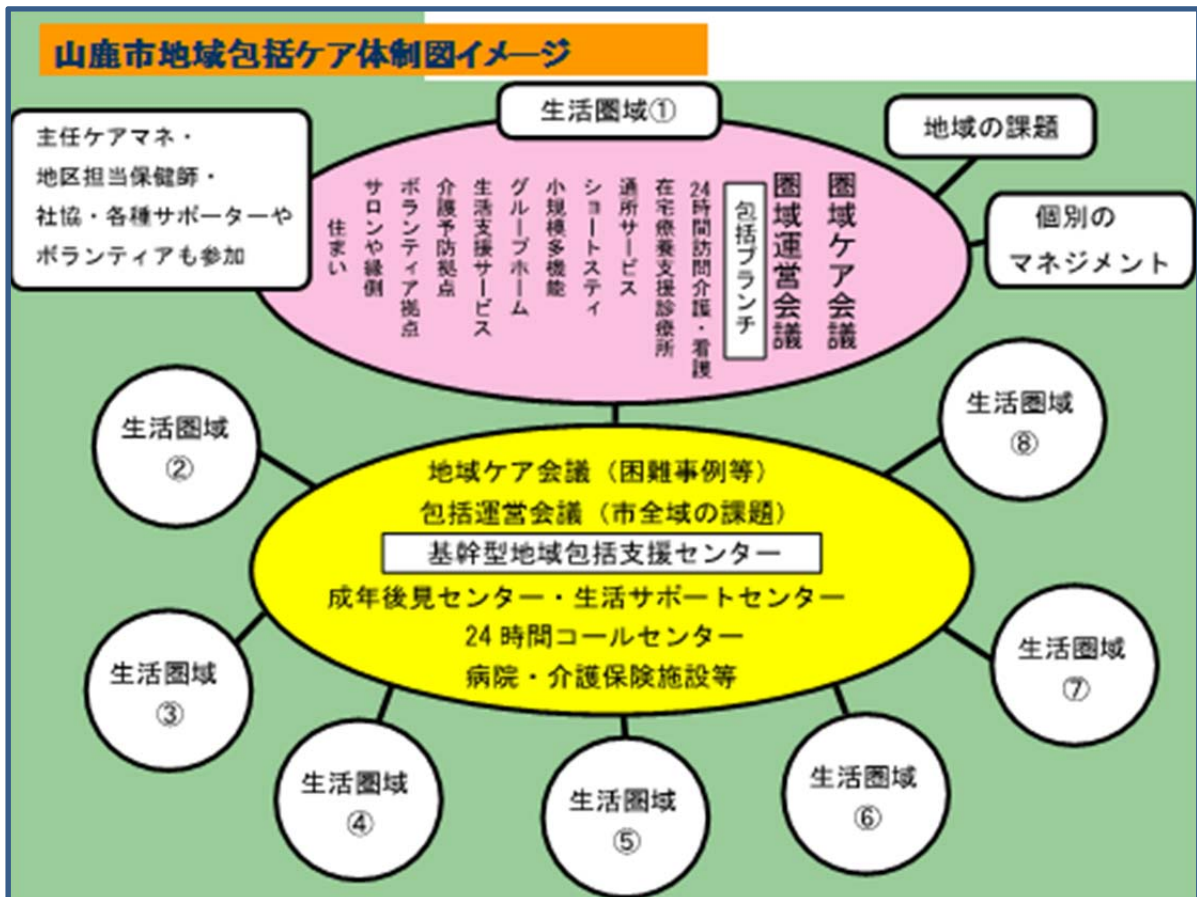 山鹿市地域包括ケア体制図イメージ
生活圏域①
地域の課題
個別の
マネジメント
主任ケアマネ・
地区担当保健師・
社協・各種サポーターや
ボランティアも参加
圏域ケア会議
圏域運営会議
包括ブランチ
24時間訪問介護・看護
在宅療養支援診療所
通所サービス
ショートスティ
小規模多機能
グループホーム
生活支援サービス
介護予防拠点
ボランティア拠点
サロンや縁側
住まい
生活圏域
②
生活圏域
⑧
地域ケア会議（困難事例等）
包括運営会議（市全域の課題）
基幹型地域包括支援センター
成年後見センター・生活サポートセンター
24時間コールセンター
病院・介護保険施設等
生活圏域
③
生活圏域
⑦
生活圏域
④
生活圏域
⑤
生活圏域
⑥